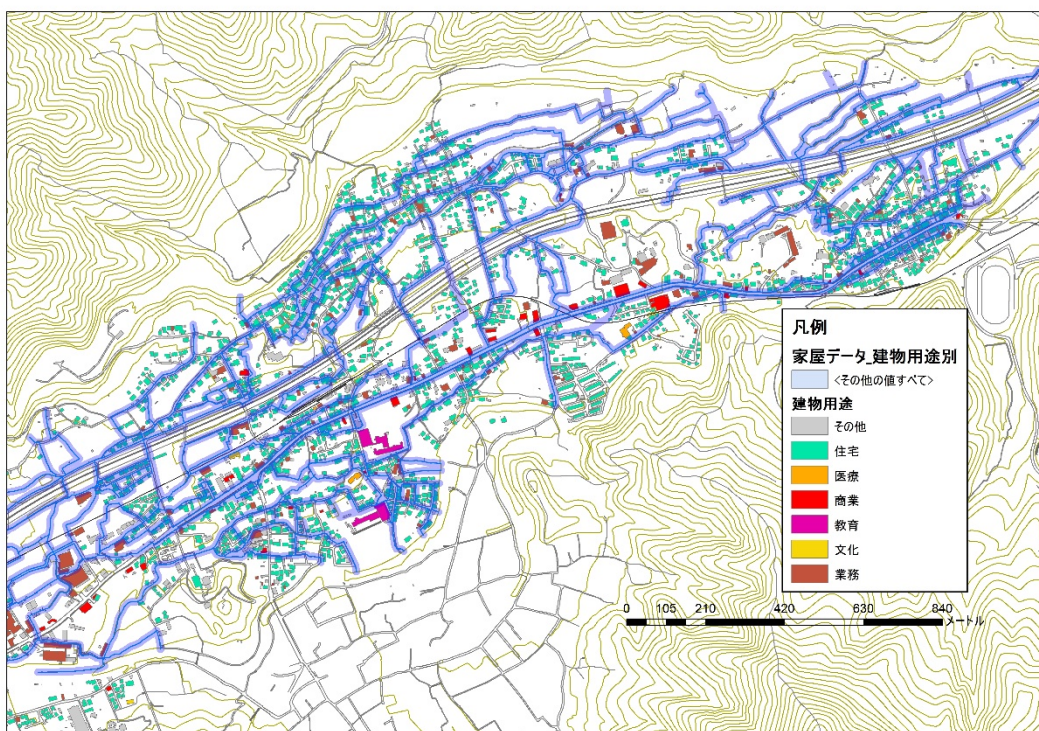 凡例
家屋データ_建物用途別
<その他の値すべて>
建物用途
その他
住宅
医療
商業
教育
文化
業務
0 105 210 420 630 840
メートル